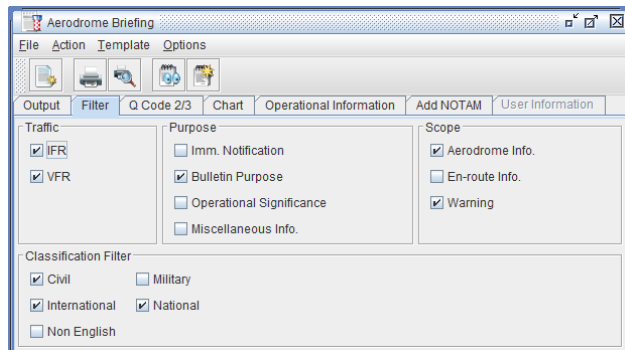 Aerodrome Briefing
File Action Template Options
Output Filter Q Code 2/3 Chart Operational Information Add NOTAM User Information
Traffic Purpose Scope
IFR Imm. Notification Aerodrome Info.
VFR Bulletin Purpose En-route Info.
Operational Significance Warning
Miscellaneous Info.
Classification Filter
Civil Military
International National
Non English